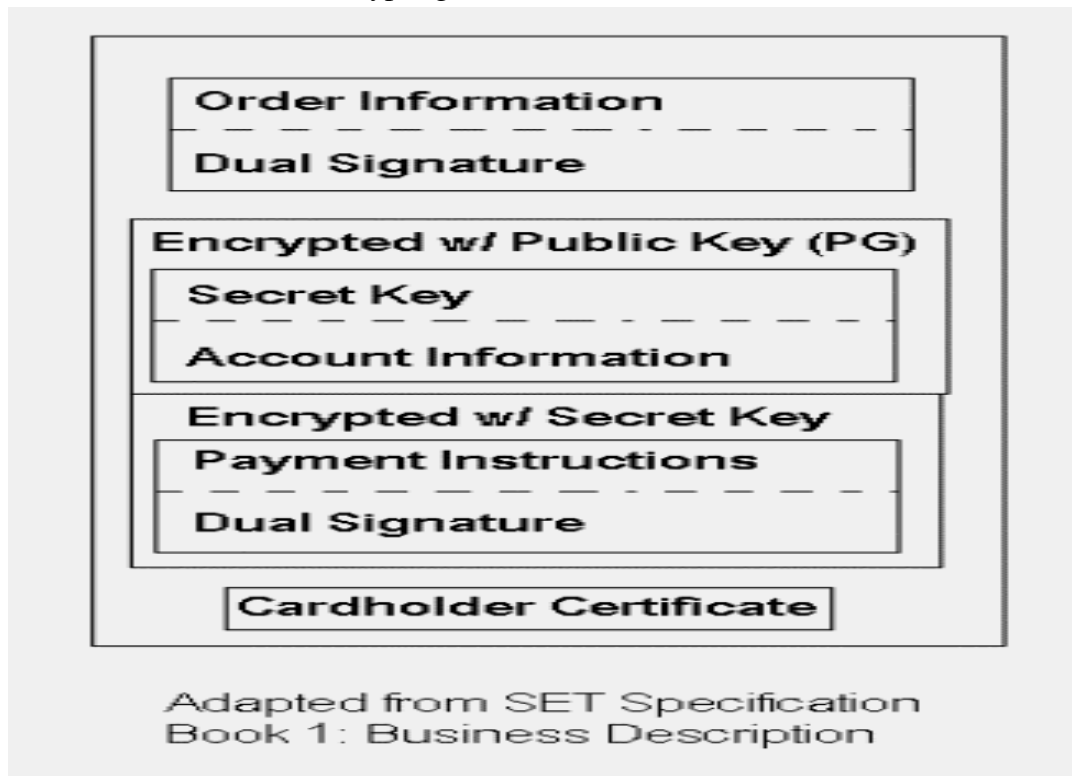 Order Information
Dual Signature
Encrypted w/ Public Key (PG)
Secret Key
Account Information
Encrypted w/ Secret Key
Payment Instructions
Dual Signature
Cardholder Certificate
Adapted from SET Specification
Book 1: Business Description